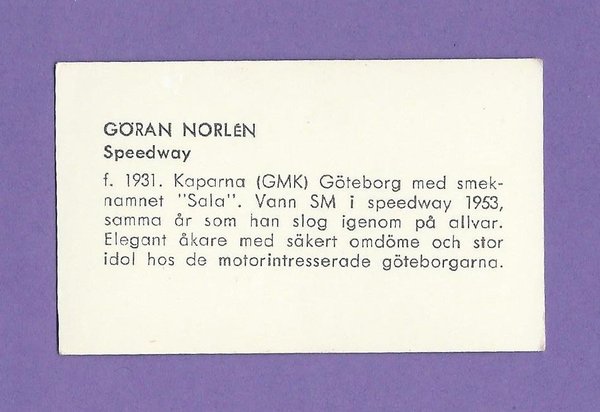 GÖRAN NORLÉN
Speedway
f. 1931. Kaparna (GMK) Göteborg med smek-
namnet "Sala". Vann SM i speedway 1953,
samma år som han slog igenom på allvar.
Elegant åkare med säkert omdöme och stor
idol hos de motorintresserade göteborgarna.